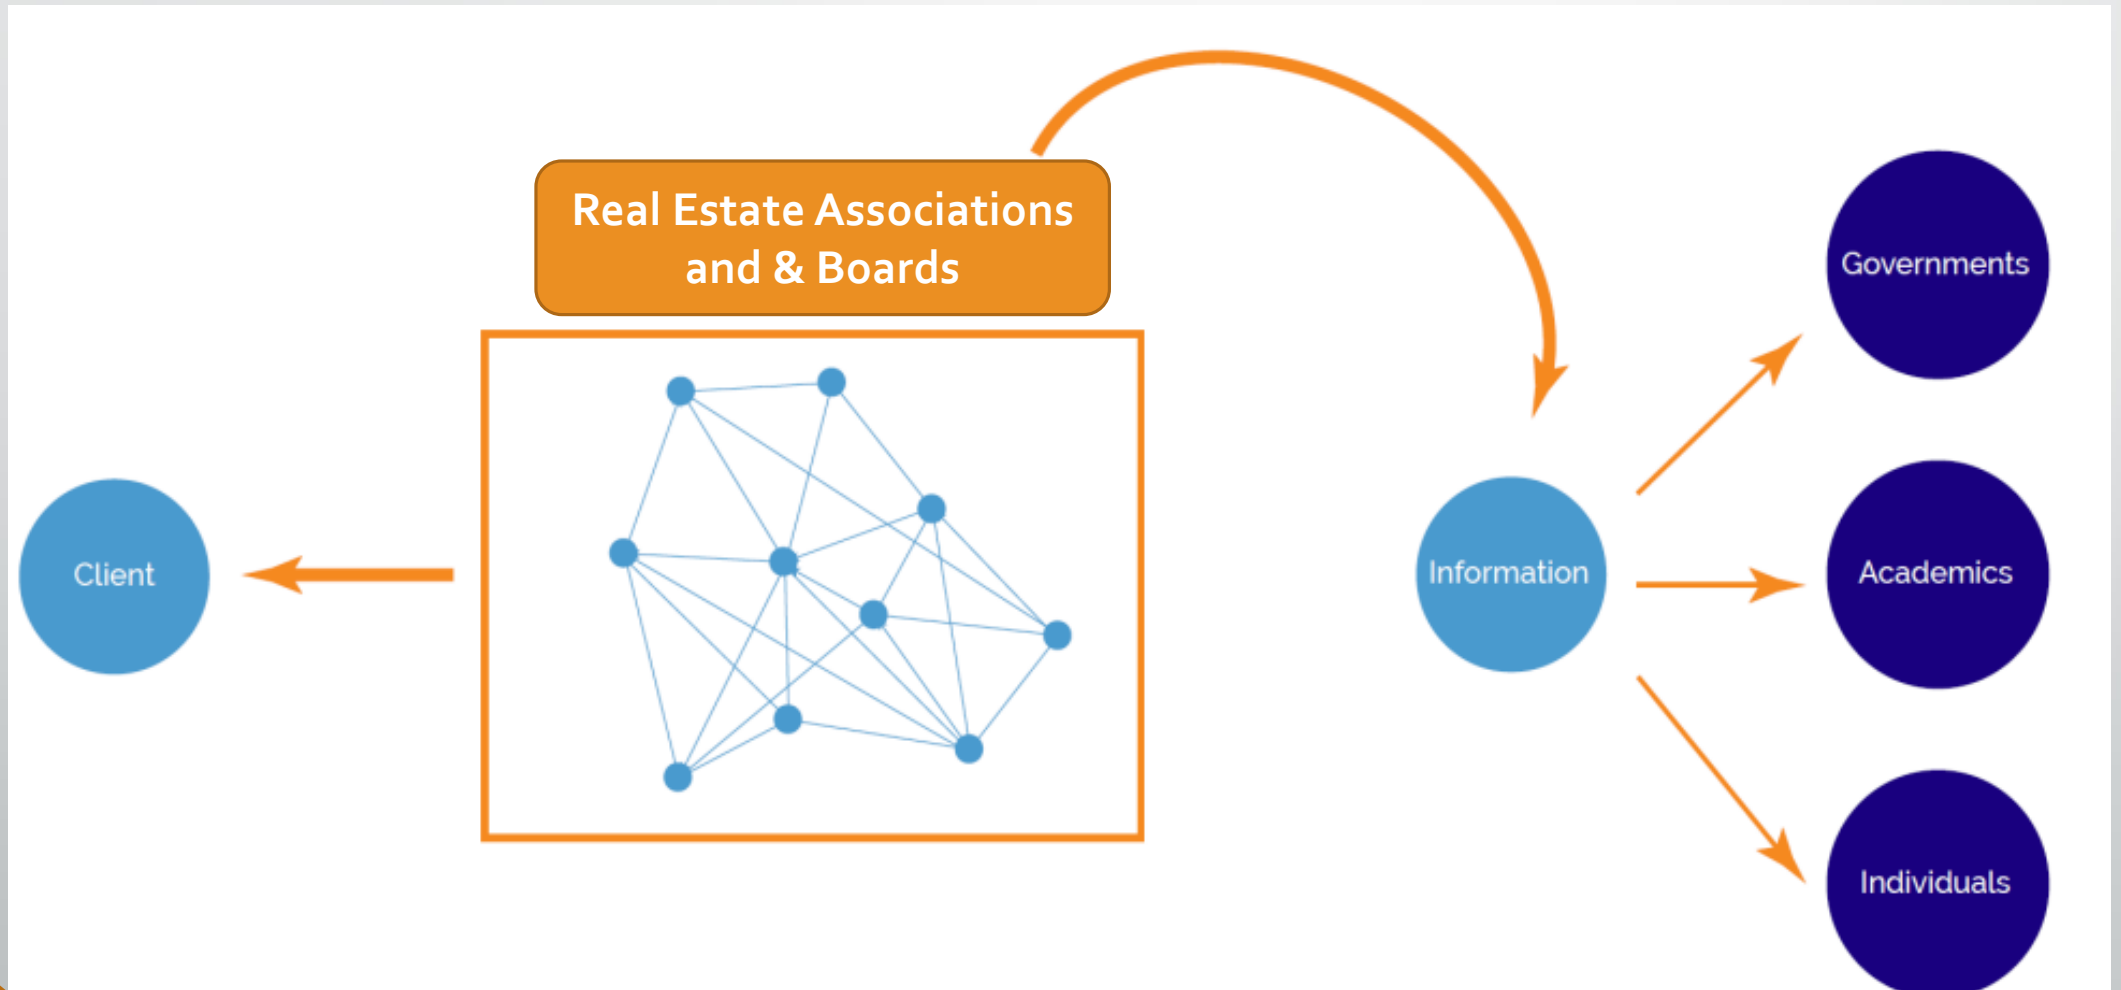 Real Estate Associations
and & Boards
Client
Information
Governments
Academics
Individuals